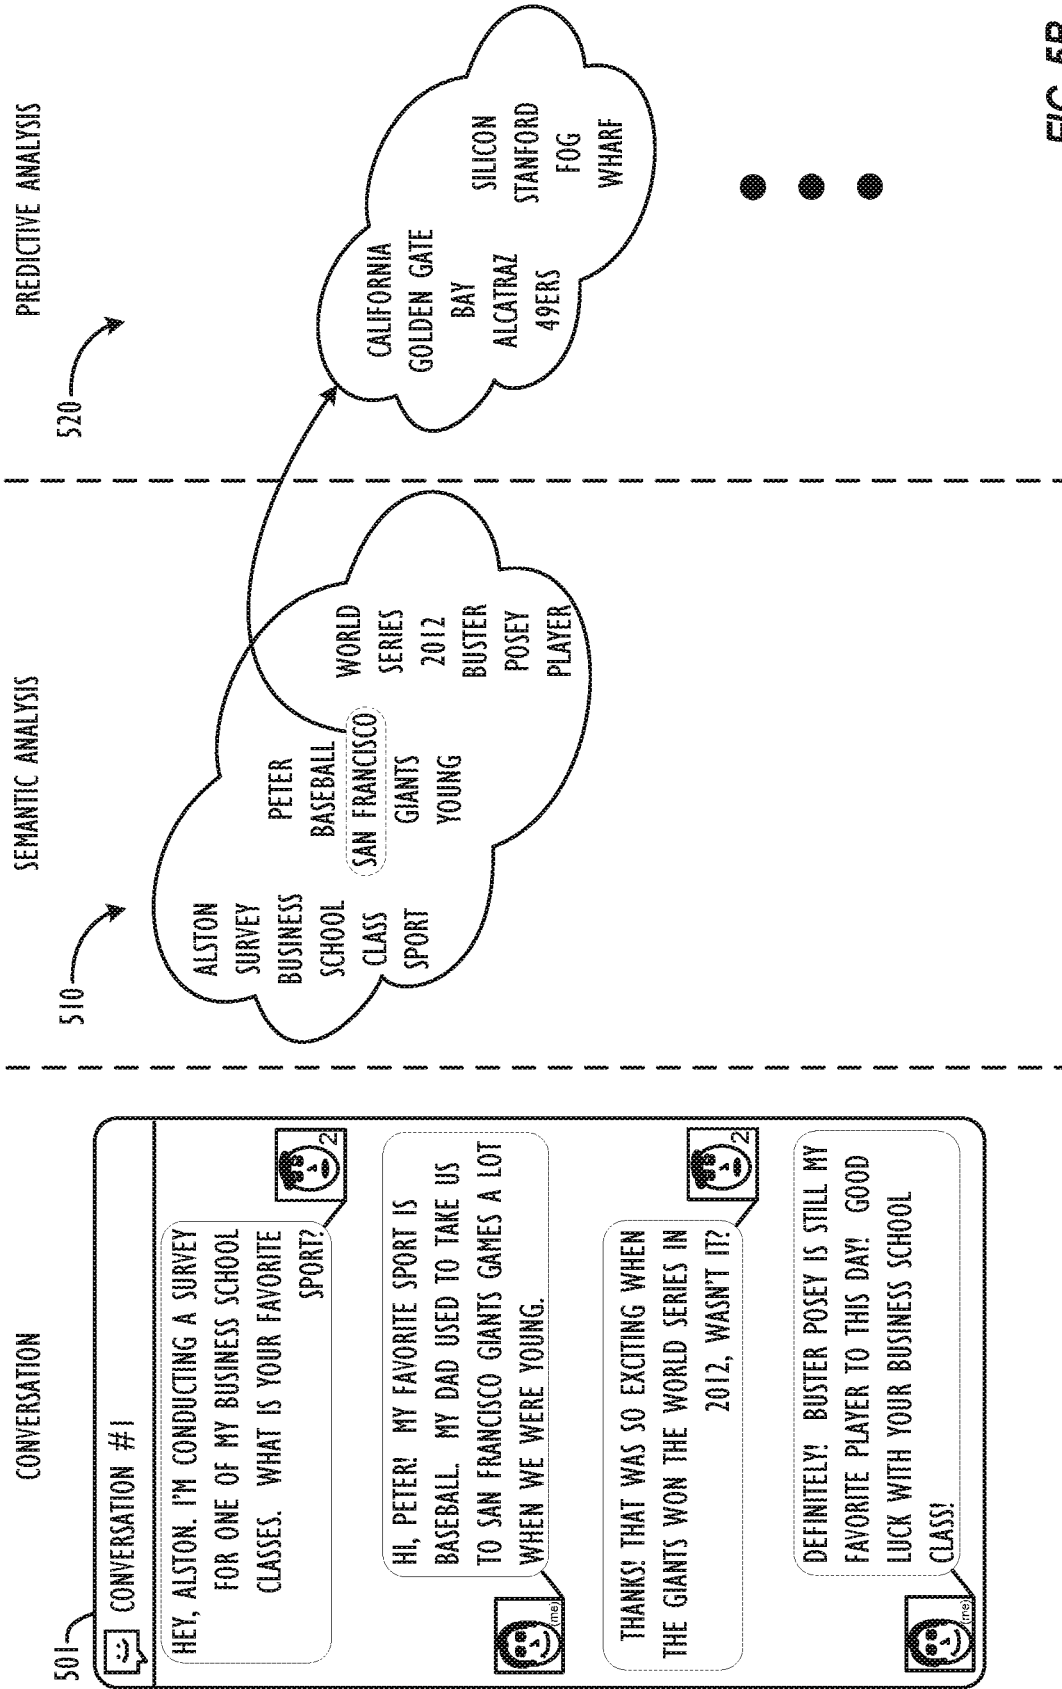 CONVERSATION
501
CONVERSATION #1
HEY, ALSTON. I'M CONDUCTING A SURVEY
FOR ONE OF MY BUSINESS SCHOOL
CLASSES. WHAT IS YOUR FAVORITE
SPORT?
2
HI, PETER! MY FAVORITE SPORT IS
BASEBALL. MY DAD USED TO TAKE US
TO SAN FRANCISCO GIANTS GAMES A LOT
WHEN WE WERE YOUNG.
(me)
THANKS! THAT WAS SO EXCITING WHEN
THE GIANTS WON THE WORLD SERIES IN
2012, WASN'T IT?
2
DEFINITELY! BUSTER POSEY IS STILL MY
FAVORITE PLAYER TO THIS DAY! GOOD
LUCK WITH YOUR BUSINESS SCHOOL
CLASS!
(me)
SEMANTIC ANALYSIS
510
ALSTON
SURVEY
BUSINESS
SCHOOL
CLASS
SPORT
PETER
BASEBALL
SAN FRANCISCO
GIANTS
YOUNG
WORLD
SERIES
2012
BUSTER
POSEY
PLAYER
PREDICTIVE ANALYSIS
520
CALIFORNIA
GOLDEN GATE
BAY
ALCATRAZ
49ERS
SILICON
STANFORD
FOG
WHARF
FIG. 5B